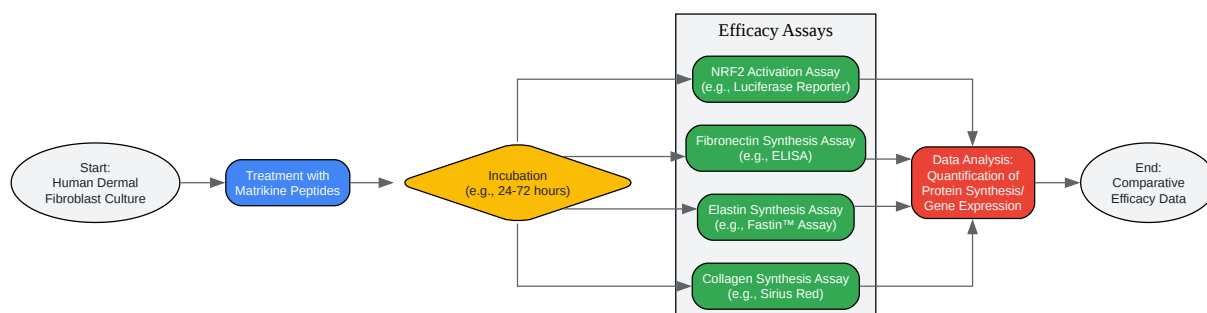 Start:
Human Dermal
Fibroblast Culture
Treatment with
Matrikine Peptides
Incubation
(e.g., 24-72 hours)
Efficacy Assays
NRF2 Activation Assay
(e.g., Luciferase Reporter)
Fibronectin Synthesis Assay
(e.g., ELISA)
Elastin Synthesis Assay
(e.g., Fastin™ Assay)
Collagen Synthesis Assay
(e.g., Sirius Red)
Data Analysis:
Quantification of
Protein Synthesis/
Gene Expression
End:
Comparative
Efficacy Data